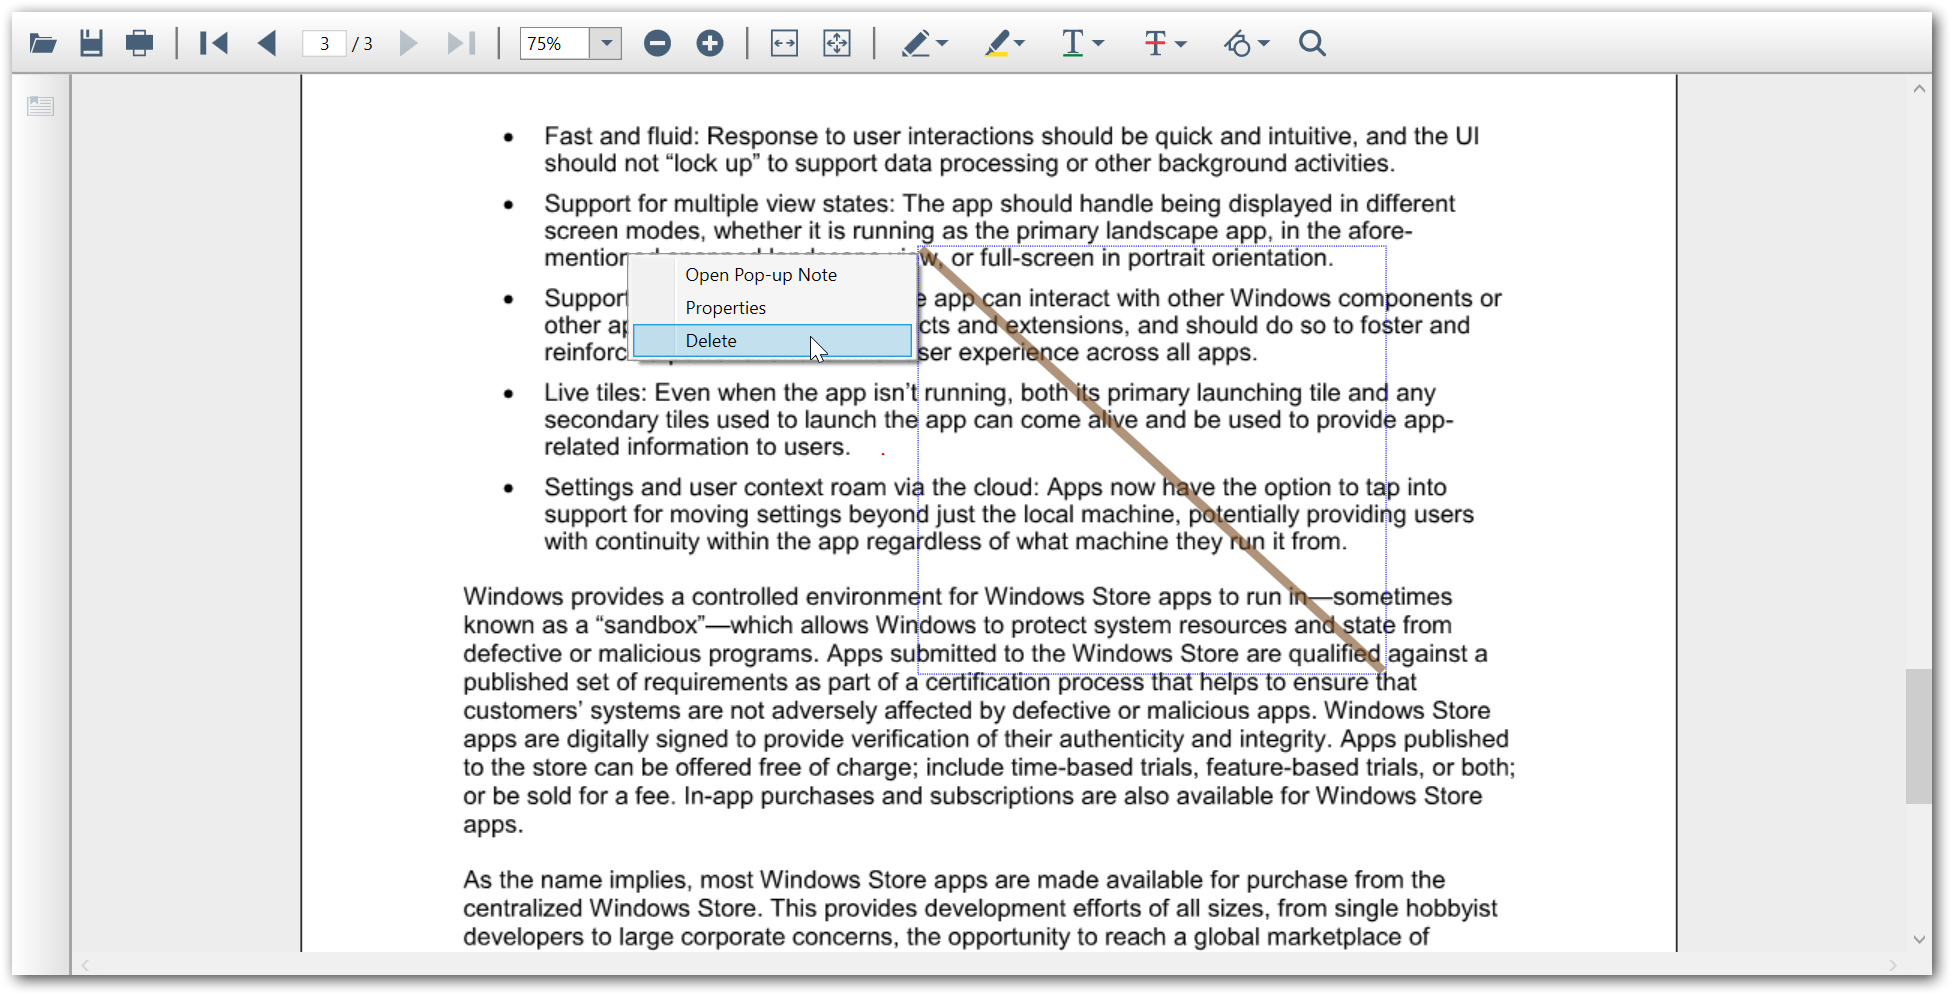 3 / 3 75%
• Fast and fluid: Response to user interactions should be quick and intuitive, and the UI
should not “lock up” to support data processing or other background activities.
• Support for multiple view states: The app should handle being displayed in different
screen modes, whether it is running as the primary landscape app, in the afore-
or full-screen in portrait orientation.
Open Pop-up Note
Properties
Delete
• Support app can interact with other Windows components or
other and extensions, and should do so to foster and
experience across all apps.
• Live tiles: Even when the app isn’t running, both its primary launching tile and any
secondary tiles used to launch the app can come alive and be used to provide app-
related information to users.
• Settings and user context roam via the cloud: Apps now have the option to tap into
support for moving settings beyond just the local machine, potentially providing users
with continuity within the app regardless of what machine they run it from.
Windows provides a controlled environment for Windows Store apps to run in—sometimes
known as a “sandbox”—which allows Windows to protect system resources and state from
defective or malicious programs. Apps submitted to the Windows Store are qualified against a
published set of requirements as part of a certification process that helps to ensure that
customers’ systems are not adversely affected by defective or malicious apps. Windows Store
apps are digitally signed to provide verification of their authenticity and integrity. Apps published
to the store can be offered free of charge; include time-based trials, feature-based trials, or both;
or be sold for a fee. In-app purchases and subscriptions are also available for Windows Store
apps.
As the name implies, most Windows Store apps are made available for purchase from the
centralized Windows Store. This provides development efforts of all sizes, from single hobbyist
developers to large corporate concerns, the opportunity to reach a global marketplace of